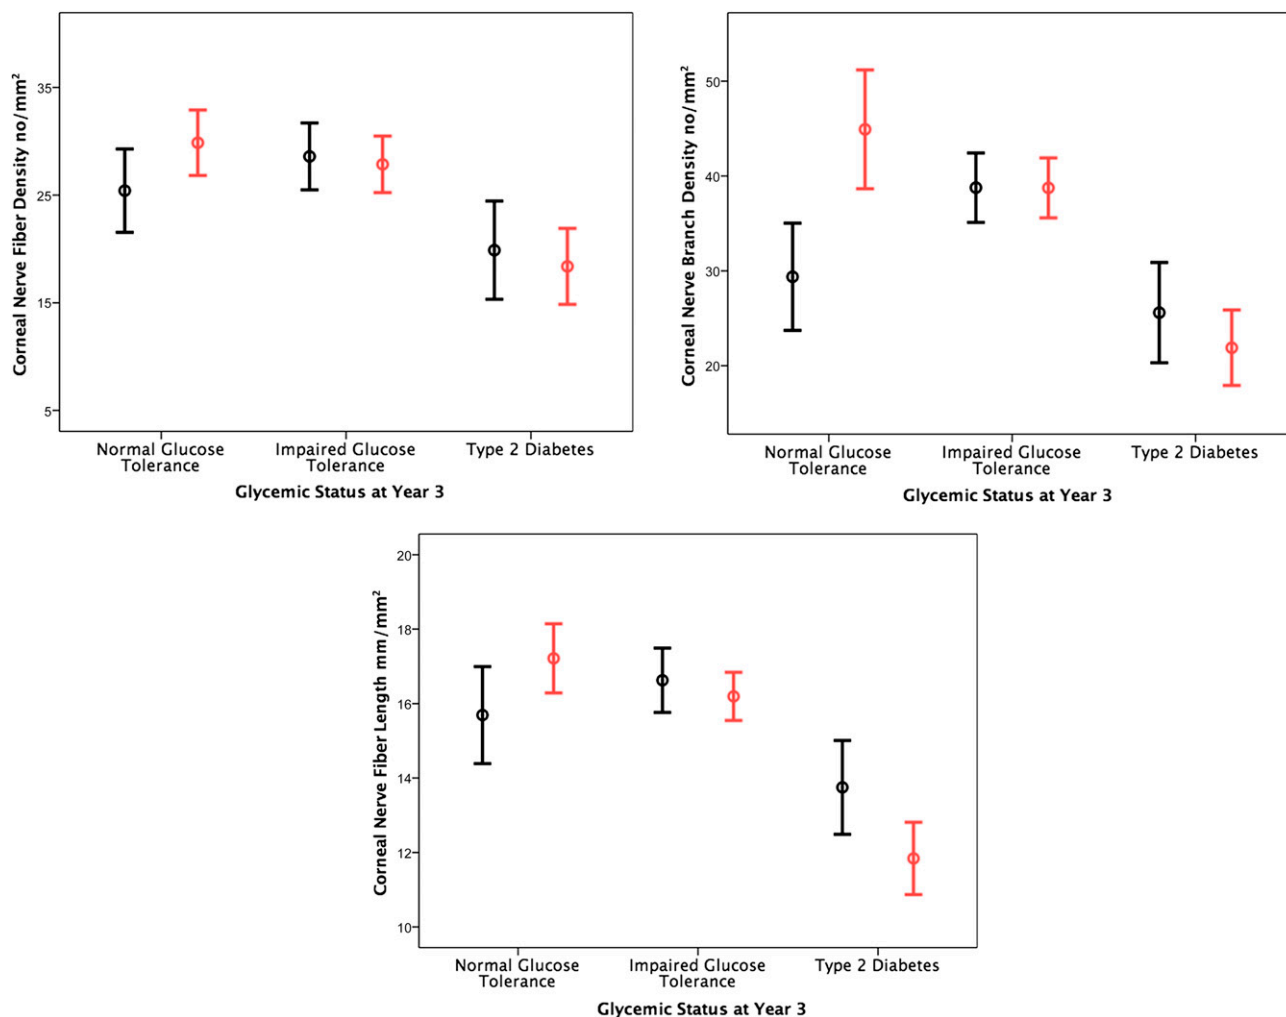 Corneal Nerve Fiber Density no/mm²
35
25
15
5
Normal Glucose
Tolerance
Impaired Glucose
Tolerance
Type 2 Diabetes
Glycemic Status at Year 3
Corneal Nerve Branch Density no/mm²
50
40
30
20
Normal Glucose
Tolerance
Impaired Glucose
Tolerance
Type 2 Diabetes
Glycemic Status at Year 3
Corneal Nerve Fiber Length mm/mm²
20
18
16
14
12
10
Normal Glucose
Tolerance
Impaired Glucose
Tolerance
Type 2 Diabetes
Glycemic Status at Year 3